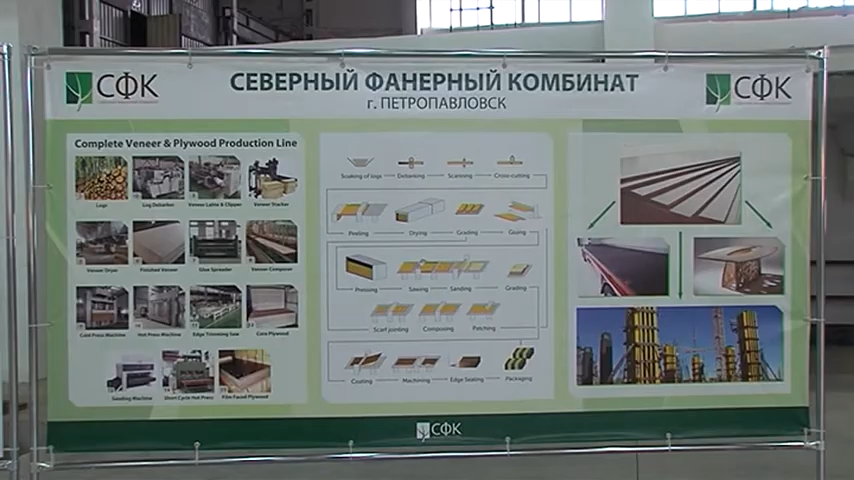 СФК
СЕВЕРНЫЙ ФАНЕРНЫЙ КОМБИНАТ
г. ПЕТРОПАВЛОВСК
СФК
Complete Veneer & Plywood Production Line
Logs Log Debarker Veneer Lathe & Clipper Veneer Stacker
Veneer Dryer Finished Veneer Glue Spreader Veneer Composer
Cold Press Machine Hot Press Machine Edge Trimming Saw Core Plywood
Sanding Machine Short Cycle Hot Press Film Faced Plywood
Soaking of logs Debarking Scanning Cross-cutting
Peeling Drying Grading Gluing
Pressing Sawing Sanding Grading
Scarf jointing Composing Patching
Coating Machining Edge Sealing Packaging
СФК